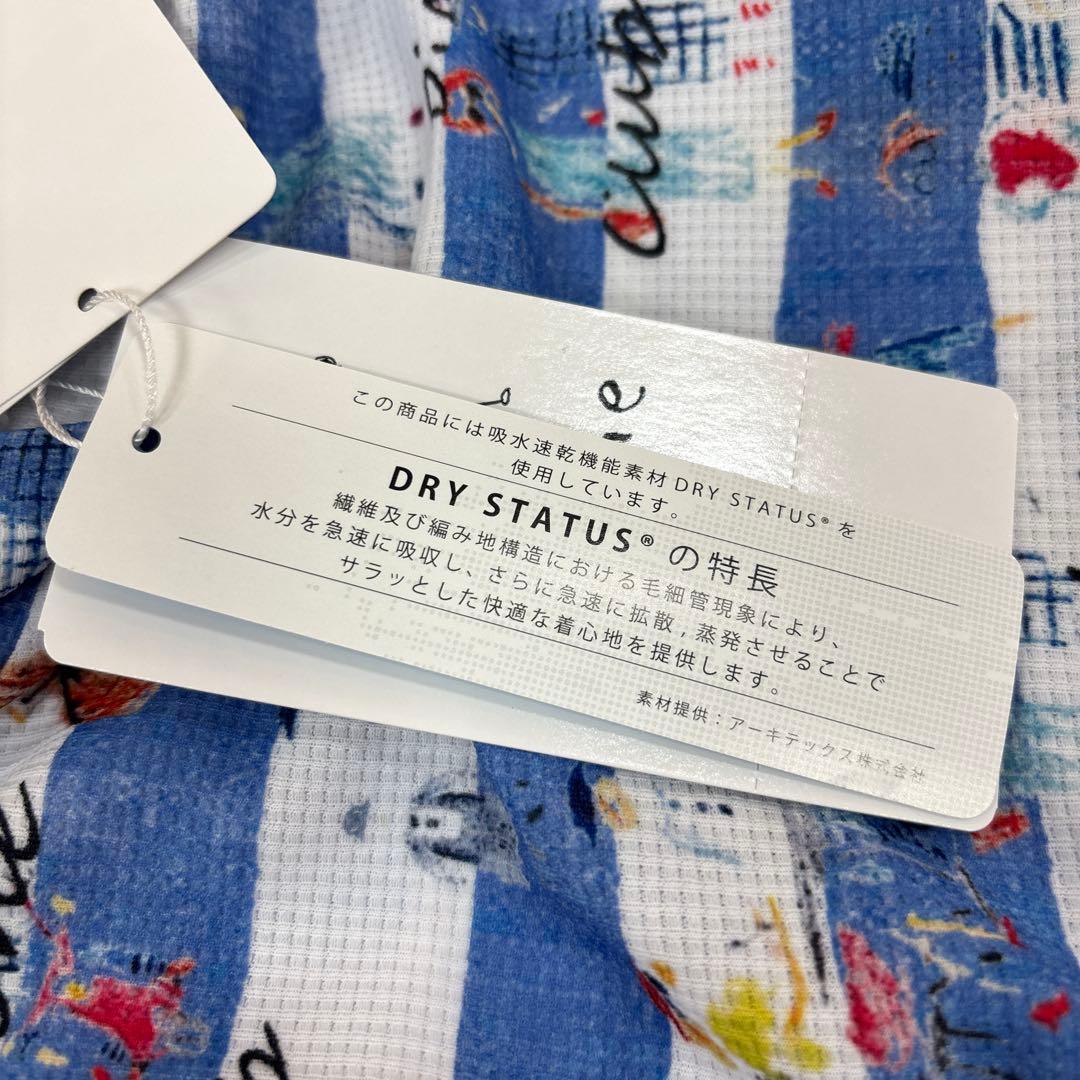 この商品には吸水速乾機能素材DRY STATUS®を
使用しています。
DRY STATUS®の特長
繊維及び編み地構造における毛細管現象により、
水分を急速に吸収し、さらに急速に拡散,蒸発させることで
サラッとした快適な着心地を提供します。
素材提供：アーキテックス株式会社